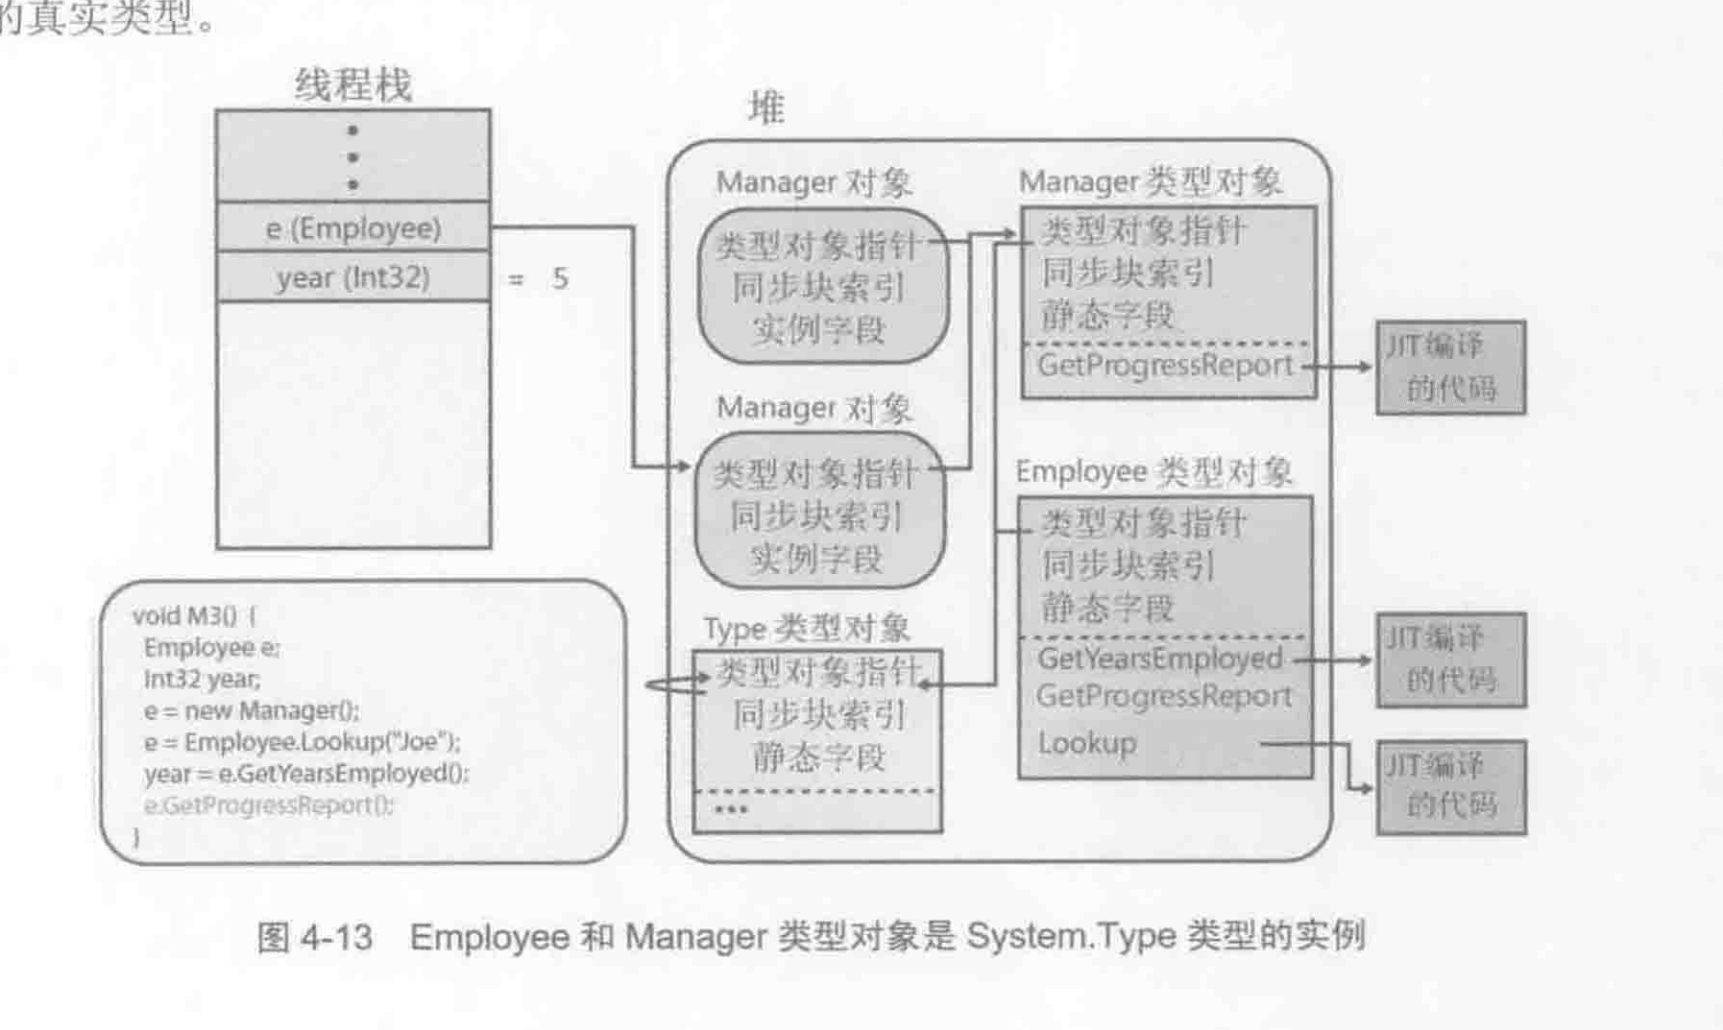 的真实类型。
线程栈
e (Employee)
year (Int32)
= 5
堆
Manager 对象
类型对象指针
同步块索引
实例字段
Manager 对象
类型对象指针
同步块索引
实例字段
Type 类型对象
类型对象指针
同步块索引
静态字段
•••
Manager 类型对象
类型对象指针
同步块索引
静态字段
GetProgressReport
Employee 类型对象
类型对象指针
同步块索引
静态字段
GetYearsEmployed
GetProgressReport
Lookup
JIT编译
的代码
JIT编译
的代码
JIT编译
的代码
void M3() {
Employee e;
Int32 year;
e = new Manager();
e = Employee.Lookup("Joe");
year = e.GetYearsEmployed();
e.GetProgressReport();
}
图 4-13 Employee 和 Manager 类型对象是 System.Type 类型的实例